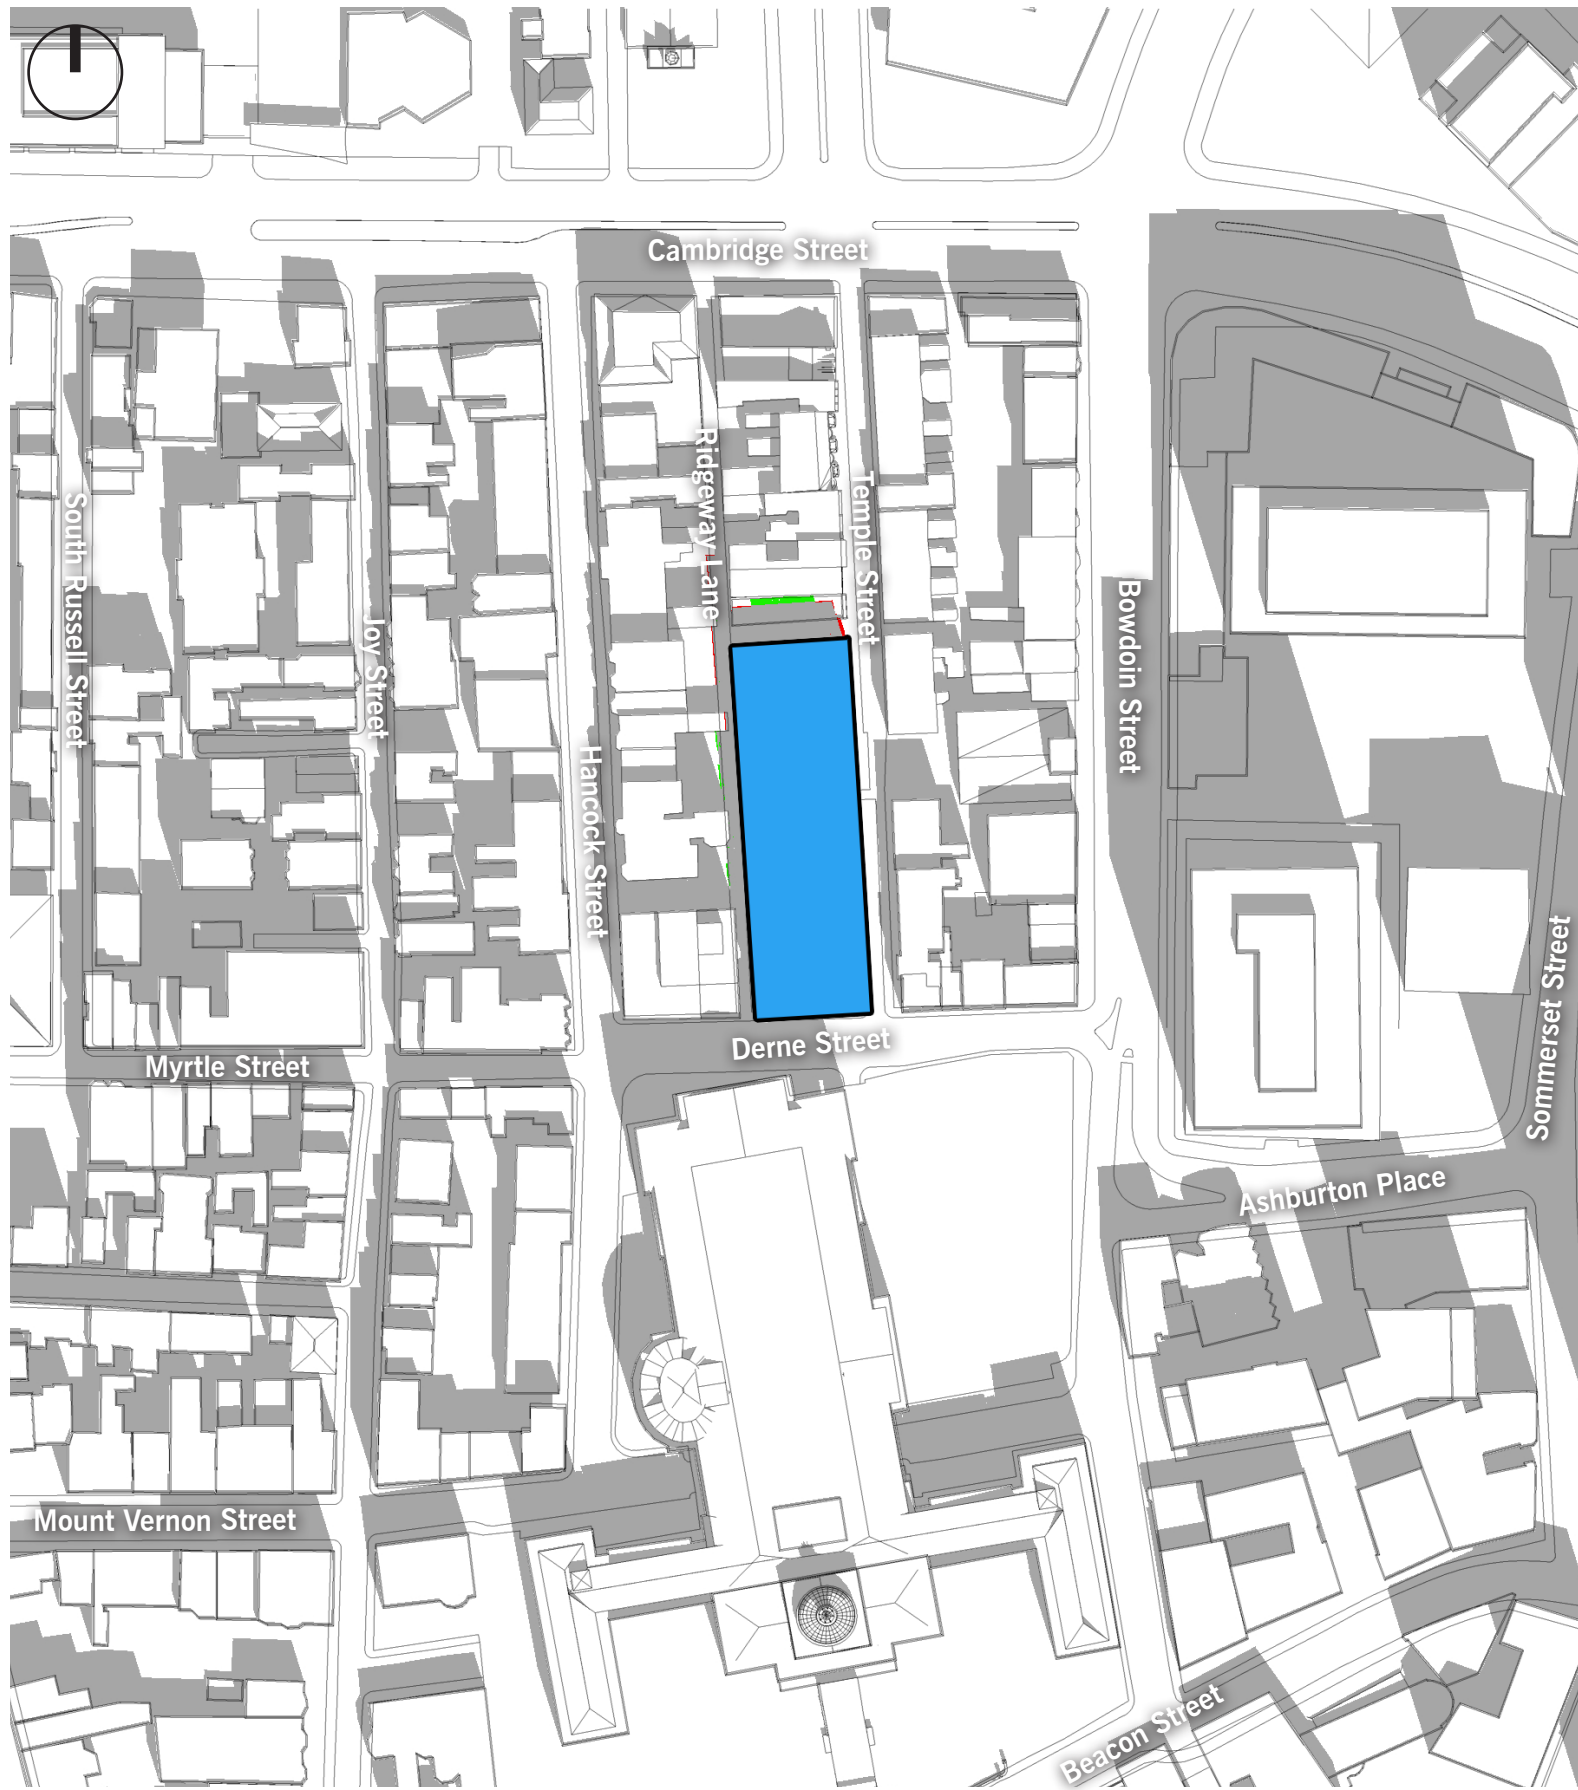 Cambridge Street
Ridgeway Lane
Temple Street
South Russell Street
Joy Street
Bowdoin Street
Hancock Street
Sommerset Street
Derne Street
Myrtle Street
Ashburton Place
Mount Vernon Street
Beacon Street